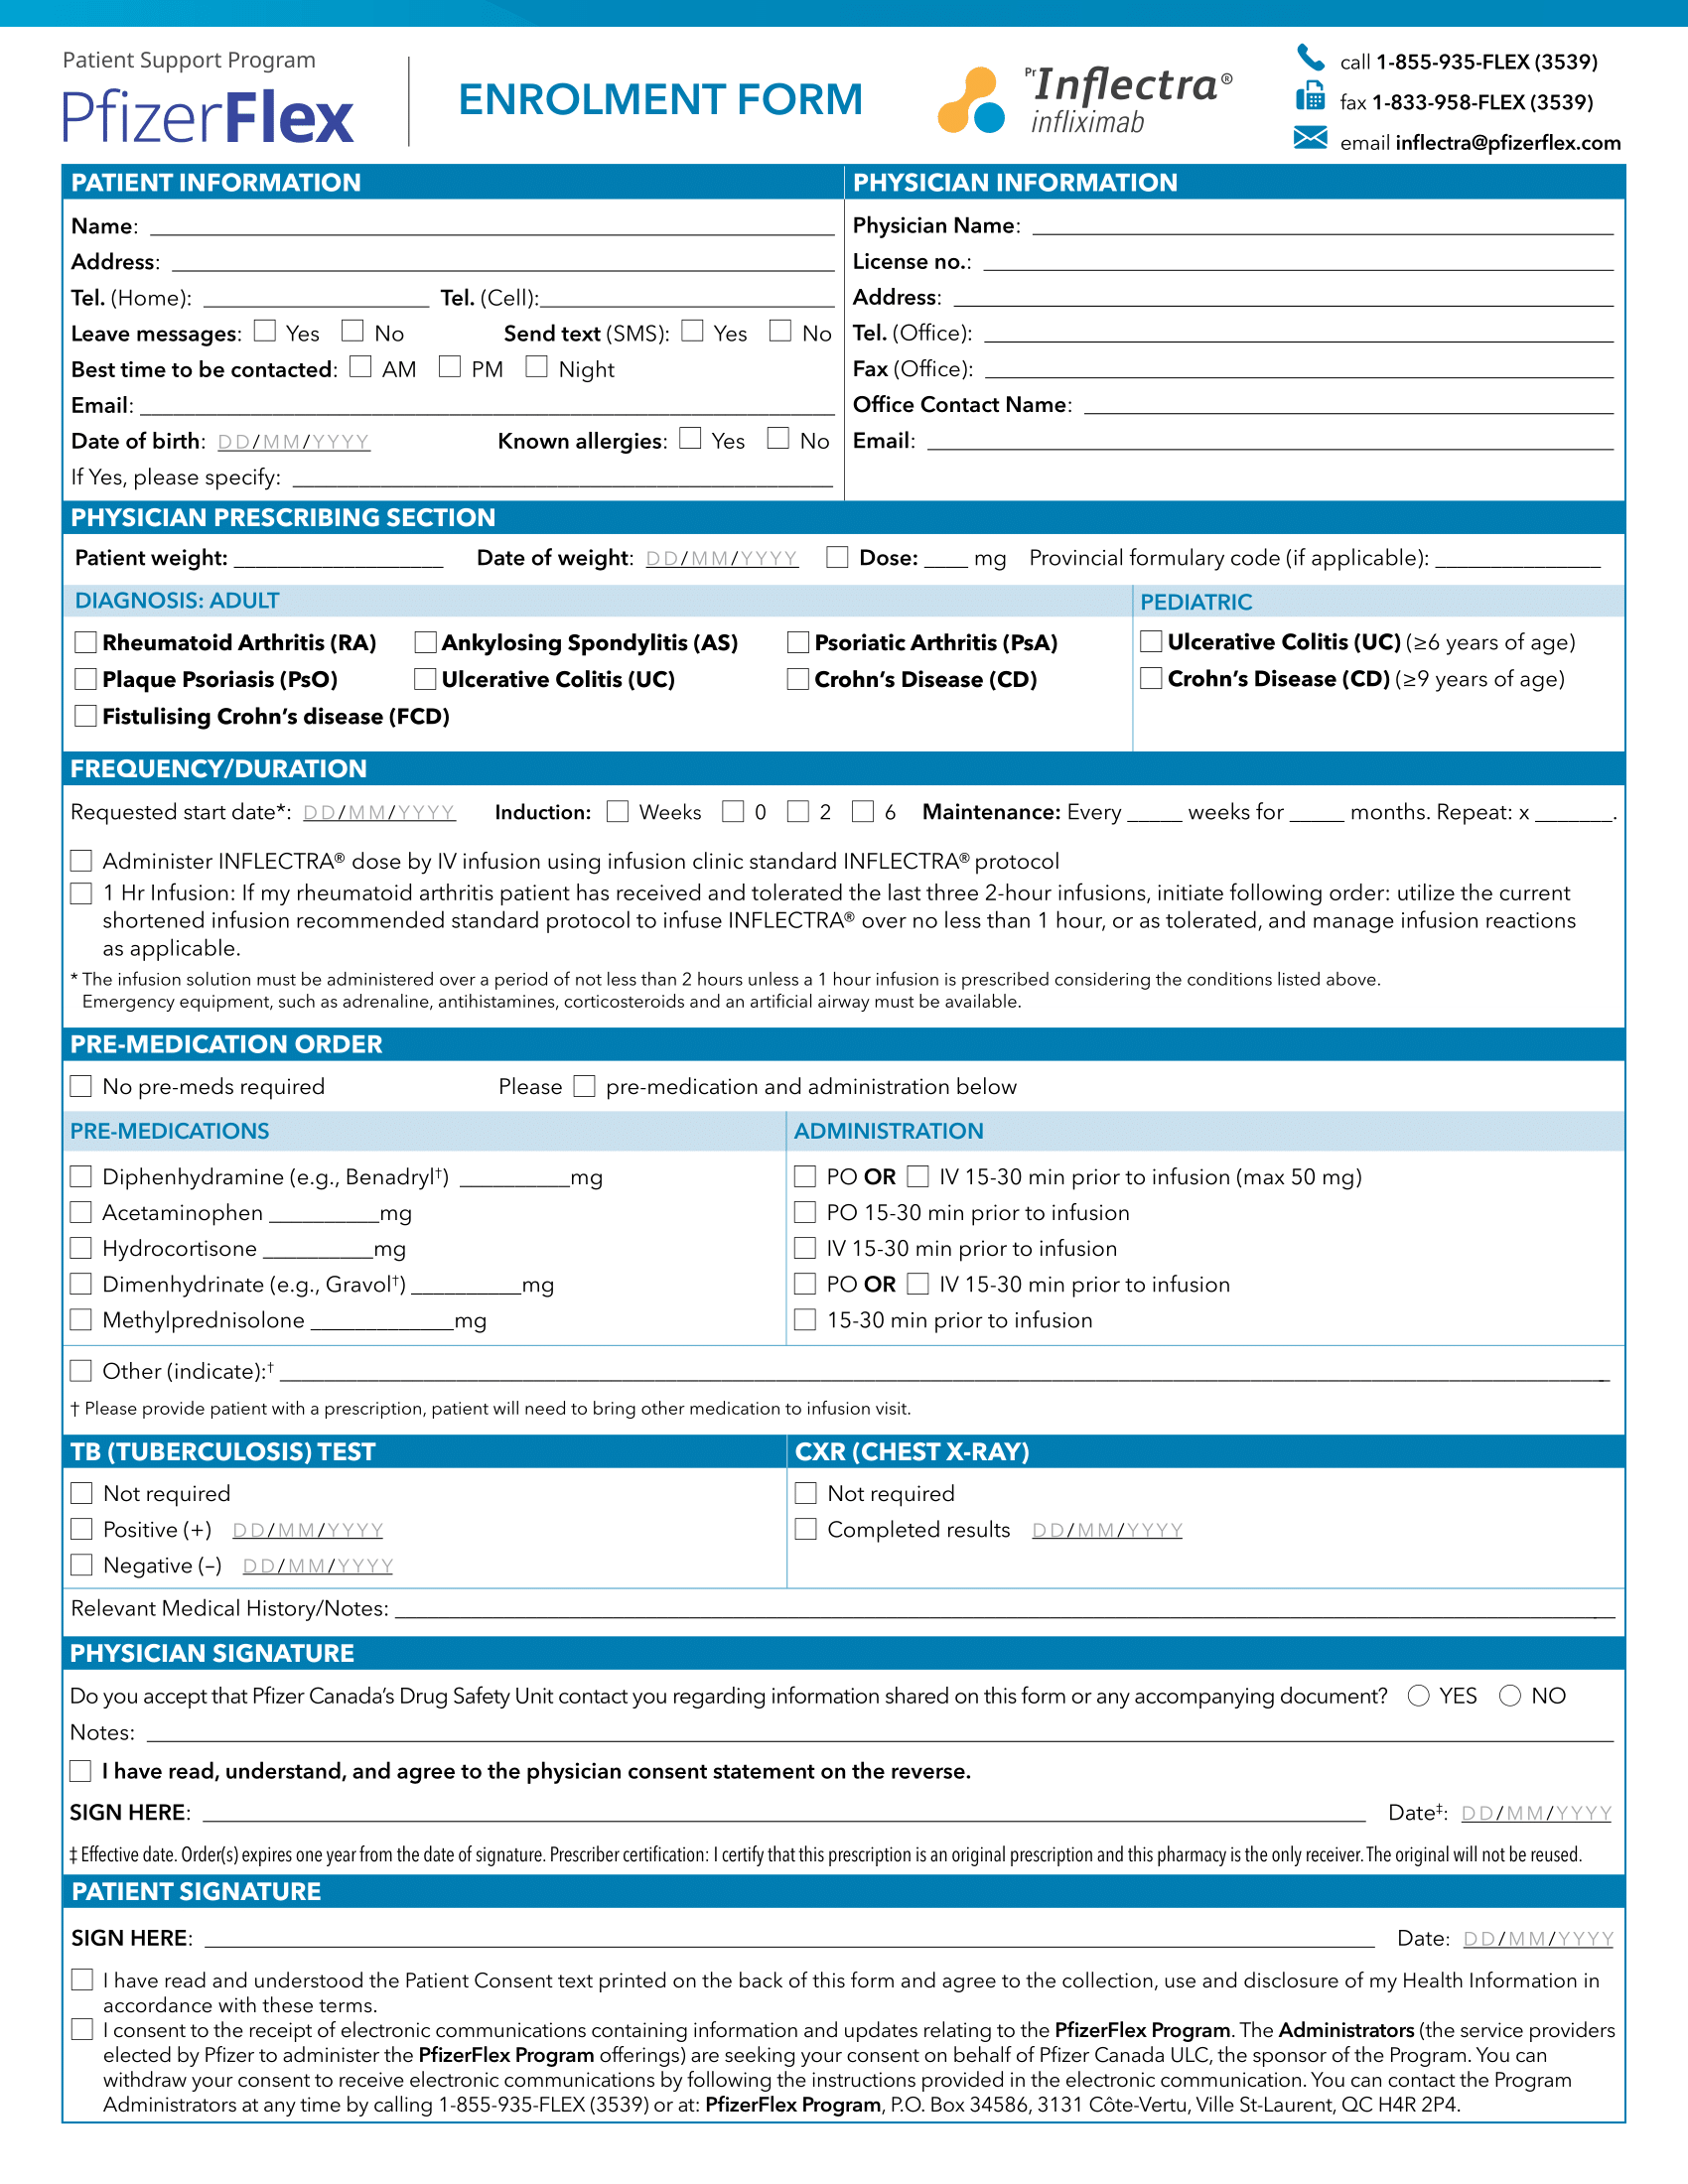 Patient Support Program
PfizerFlex
ENROLMENT FORM
PrInflectra®
infliximab
call 1-855-935-FLEX (3539)
fax 1-833-958-FLEX (3539)
email inflectra@pfizerflex.com
PATIENT INFORMATION
Name:
Address:
Tel. (Home): Tel. (Cell):
Leave messages: Yes No Send text (SMS): Yes No
Best time to be contacted: AM PM Night
Email:
Date of birth: DD/MM/YYYY Known allergies: Yes No
If Yes, please specify:
PHYSICIAN INFORMATION
Physician Name:
License no.:
Address:
Tel. (Office):
Fax (Office):
Office Contact Name:
Email:
PHYSICIAN PRESCRIBING SECTION
Patient weight: Date of weight: DD/MM/YYYY Dose: mg Provincial formulary code (if applicable):
DIAGNOSIS: ADULT
Rheumatoid Arthritis (RA) Ankylosing Spondylitis (AS) Psoriatic Arthritis (PsA)
Plaque Psoriasis (PsO) Ulcerative Colitis (UC) Crohn's Disease (CD)
Fistulising Crohn's disease (FCD)
PEDIATRIC
Ulcerative Colitis (UC) (≥6 years of age)
Crohn's Disease (CD) (≥9 years of age)
FREQUENCY/DURATION
Requested start date*: DD/MM/YYYY Induction: Weeks 0 2 6 Maintenance: Every weeks for months. Repeat: x .
Administer INFLECTRA® dose by IV infusion using infusion clinic standard INFLECTRA® protocol
1 Hr Infusion: If my rheumatoid arthritis patient has received and tolerated the last three 2-hour infusions, initiate following order: utilize the current
shortened infusion recommended standard protocol to infuse INFLECTRA® over no less than 1 hour, or as tolerated, and manage infusion reactions
as applicable.
* The infusion solution must be administered over a period of not less than 2 hours unless a 1 hour infusion is prescribed considering the conditions listed above.
Emergency equipment, such as adrenaline, antihistamines, corticosteroids and an artificial airway must be available.
PRE-MEDICATION ORDER
No pre-meds required Please pre-medication and administration below
PRE-MEDICATIONS
Diphenhydramine (e.g., Benadryl†) mg
Acetaminophen mg
Hydrocortisone mg
Dimenhydrinate (e.g., Gravol†) mg
Methylprednisolone mg
ADMINISTRATION
PO OR IV 15-30 min prior to infusion (max 50 mg)
PO 15-30 min prior to infusion
IV 15-30 min prior to infusion
PO OR IV 15-30 min prior to infusion
15-30 min prior to infusion
Other (indicate):†
† Please provide patient with a prescription, patient will need to bring other medication to infusion visit.
TB (TUBERCULOSIS) TEST
Not required
Positive (+) DD/MM/YYYY
Negative (–) DD/MM/YYYY
CXR (CHEST X-RAY)
Not required
Completed results DD/MM/YYYY
Relevant Medical History/Notes:
PHYSICIAN SIGNATURE
Do you accept that Pfizer Canada's Drug Safety Unit contact you regarding information shared on this form or any accompanying document? YES NO
Notes:
I have read, understand, and agree to the physician consent statement on the reverse.
SIGN HERE: Date‡: DD/MM/YYYY
‡ Effective date. Order(s) expires one year from the date of signature. Prescriber certification: I certify that this prescription is an original prescription and this pharmacy is the only receiver. The original will not be reused.
PATIENT SIGNATURE
SIGN HERE: Date: DD/MM/YYYY
I have read and understood the Patient Consent text printed on the back of this form and agree to the collection, use and disclosure of my Health Information in
accordance with these terms.
I consent to the receipt of electronic communications containing information and updates relating to the PfizerFlex Program. The Administrators (the service providers
elected by Pfizer to administer the PfizerFlex Program offerings) are seeking your consent on behalf of Pfizer Canada ULC, the sponsor of the Program. You can
withdraw your consent to receive electronic communications by following the instructions provided in the electronic communication. You can contact the Program
Administrators at any time by calling 1-855-935-FLEX (3539) or at: PfizerFlex Program, P.O. Box 34586, 3131 Côte-Vertu, Ville St-Laurent, QC H4R 2P4.